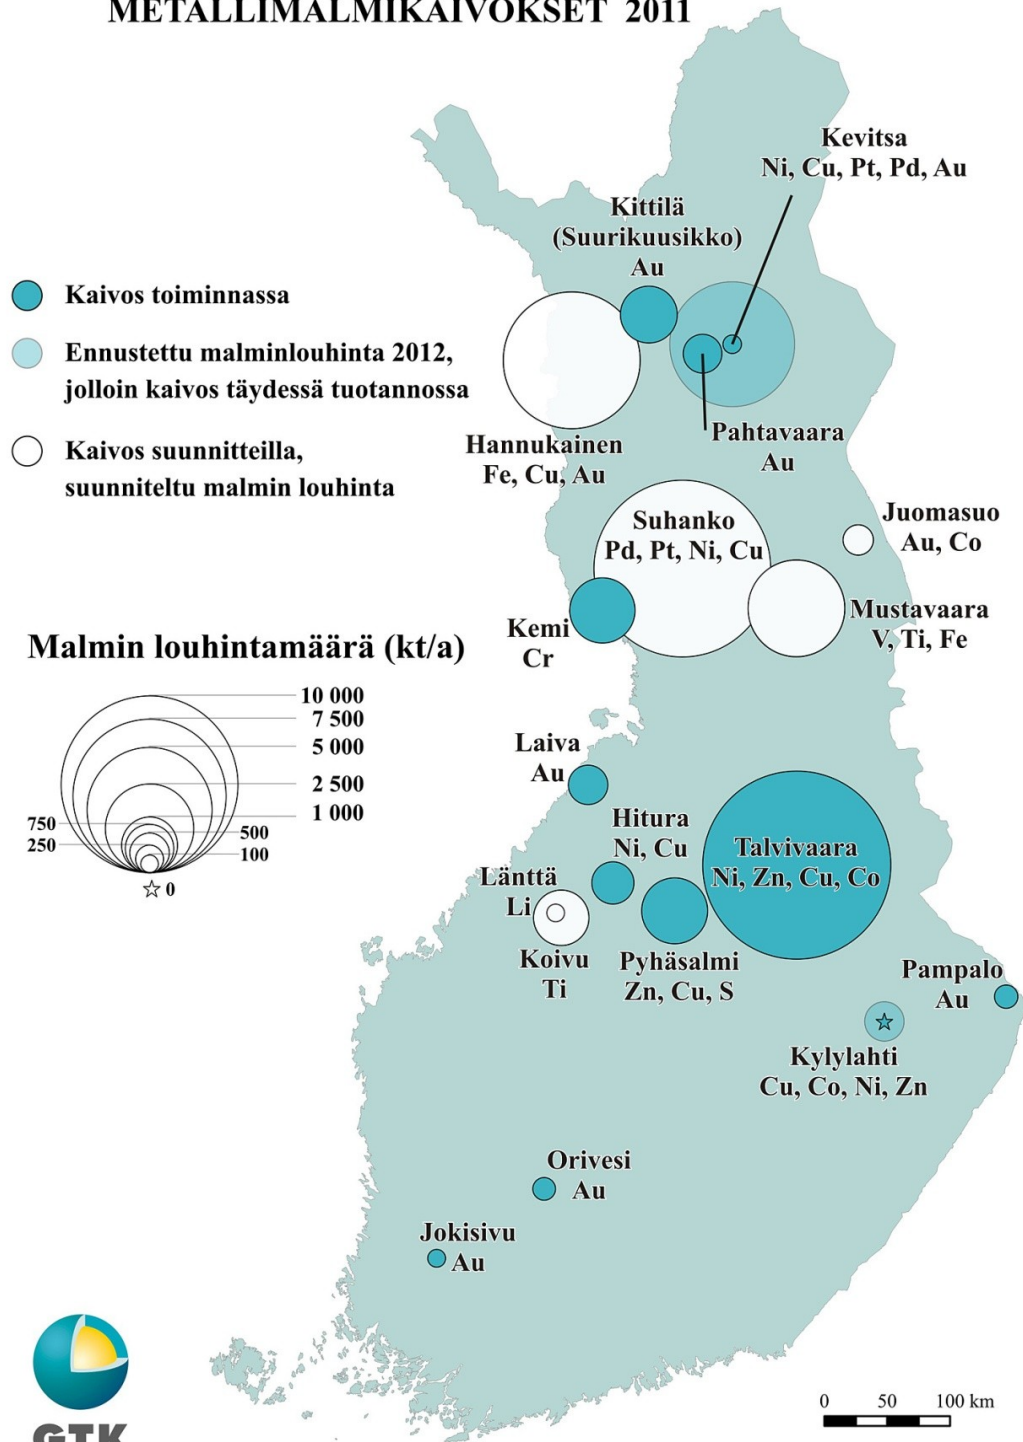 METALLIMALMIKAIVOKSET 2011
Kevitsa
Ni, Cu, Pt, Pd, Au
Kittilä
(Suurikuusikko)
Au
Kaivos toiminnassa
Ennustettu malminlouhinta 2012,
jolloin kaivos täydessä tuotannossa
Kaivos suunnitteilla,
suunniteltu malmin louhinta
Pahtavaara
Au
Hannukainen
Fe, Cu, Au
Suhanko
Pd, Pt, Ni, Cu
Juomasuo
Au, Co
Mustavaara
V, Ti, Fe
Kemi
Cr
Malmin louhintamäärä (kt/a)
10 000
7 500
5 000
2 500
1 000
750
500
250
100
0
Laiva
Au
Hitura
Ni, Cu
Talvivaara
Ni, Zn, Cu, Co
Länttä
Li
Koivu
Ti
Pyhäsalmi
Zn, Cu, S
Pampalo
Au
Kylylahti
Cu, Co, Ni, Zn
Orivesi
Au
Jokisivu
Au
GTK
0 50 100 km